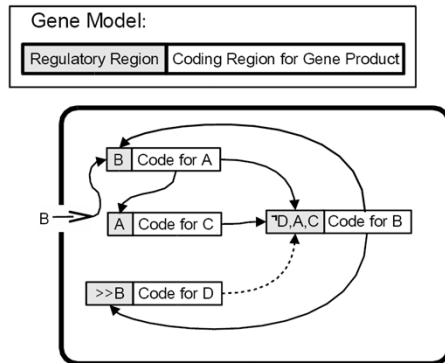 Gene Model:
Regulatory Region Coding Region for Gene Product
B Code for A
B
A Code for C
¬D,A,C Code for B
>>B Code for D